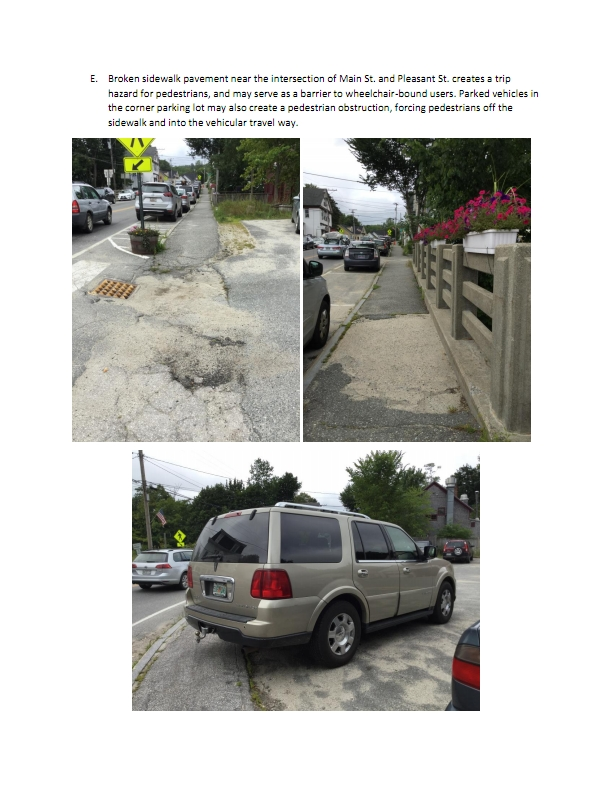 E. Broken sidewalk pavement near the intersection of Main St. and Pleasant St. creates a trip
hazard for pedestrians, and may serve as a barrier to wheelchair-bound users. Parked vehicles in
the corner parking lot may also create a pedestrian obstruction, forcing pedestrians off the
sidewalk and into the vehicular travel way.